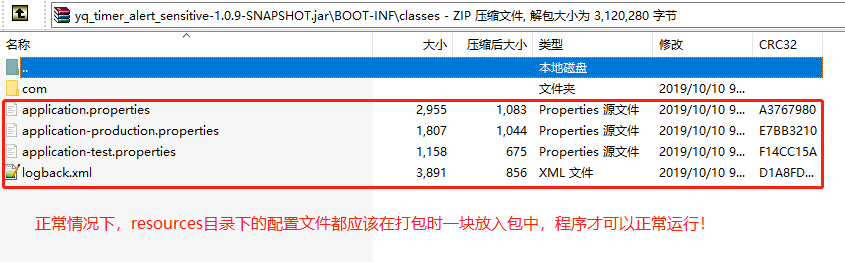 yq_timer_alert_sensitive-1.0.9-SNAPSHOT.jar\BOOT-INF\classes - ZIP 压缩文件, 解包大小为 3,120,280 字节
名称 大小 压缩后大小 类型 修改 CRC32
.. 本地磁盘
com 文件夹 2019/10/10 9...
application.properties 2,955 1,083 Properties 源文件 2019/10/10 9... A3767980
application-production.properties 1,807 1,044 Properties 源文件 2019/10/10 9... E7BB3210
application-test.properties 1,158 675 Properties 源文件 2019/10/10 9... F14CC15A
logback.xml 3,891 856 XML 文件 2019/10/10 9... D1A8FD...
正常情况下，resources目录下的配置文件都应该在打包时一块放入包中，程序才可以正常运行！